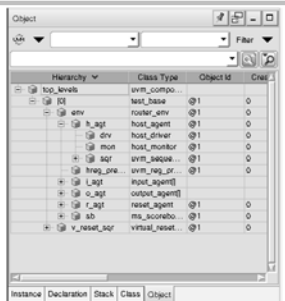 Object
Filter
Hierarchy Class Type Object Id Crea
top_levels uvm_compo...
[0] test_base @1 0
env router_env @1 0
h_agt host_agent @1 0
drv host_driver @1 0
mon host_monitor @1 0
sqr uvm_seque... @1 0
hreg_pre... uvm_reg_pr... @1 0
i_agt input_agent[]
o_agt output_agent[]
r_agt reset_agent @1 0
sb ms_scorebo... @1 0
v_reset_sqr virtual_reset... @1 0
Instance Declaration Stack Class Object